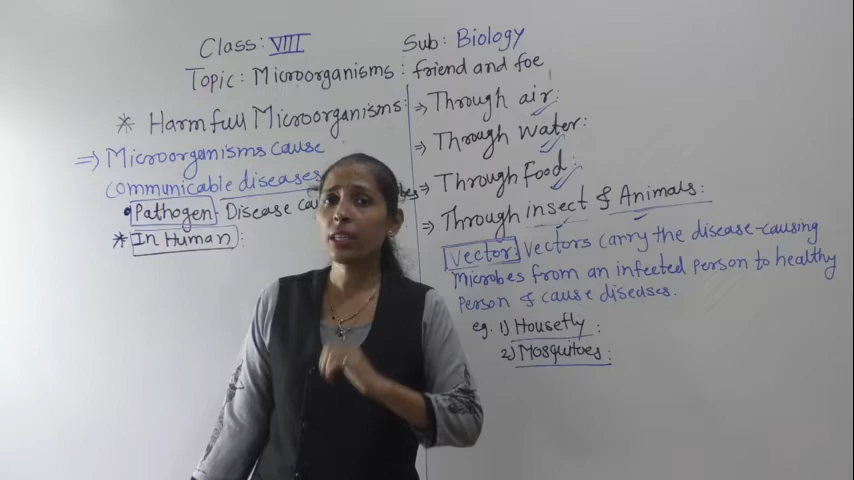 Class: VIII
Sub: Biology
Topic: Microorganisms: friend and foe
* Harmfull Microorganisms:
⇒ Microorganisms cause
communicable diseases
• Pathogen - Disease
* In Human:
⇒ Through air:
⇒ Through water:
⇒ Through Food:
⇒ Through insect & Animals:
Vector: Vectors carry the disease-causing
Microbes from an infected person to healthy
Person & cause diseases.
eg. 1) Housefly:
2) Mosquitoes: